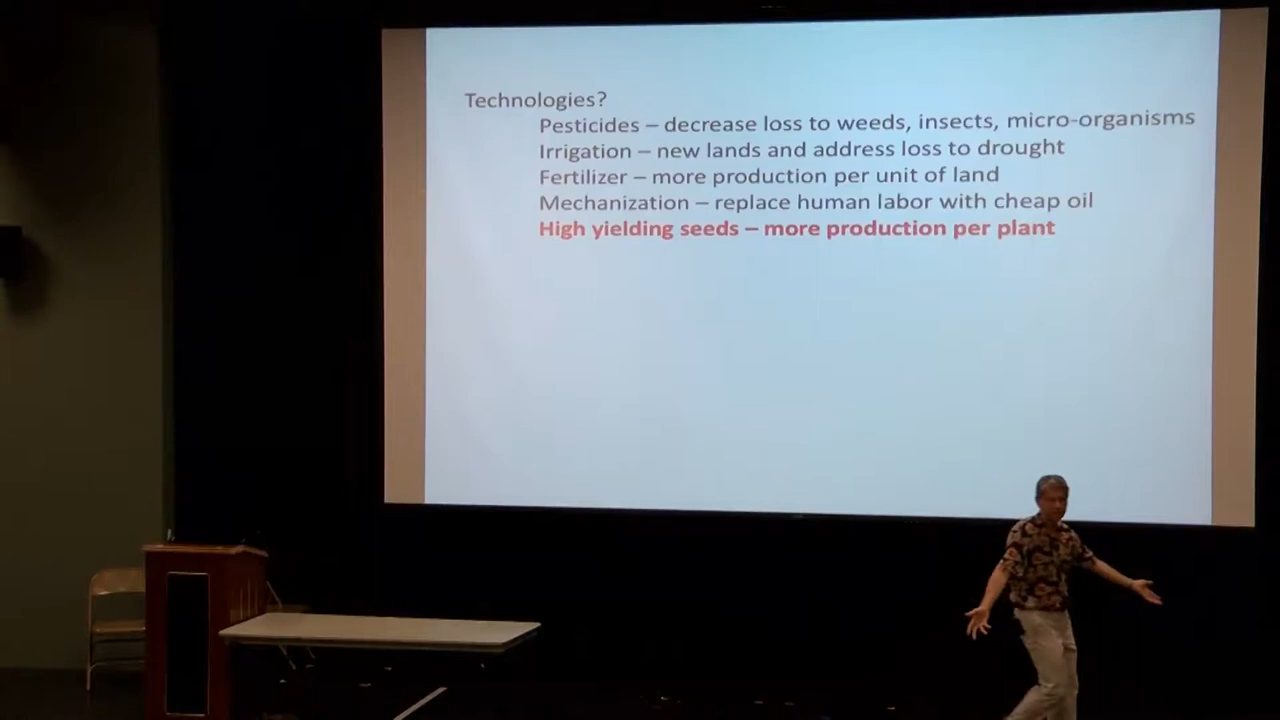 Technologies?
Pesticides – decrease loss to weeds, insects, micro-organisms
Irrigation – new lands and address loss to drought
Fertilizer – more production per unit of land
Mechanization – replace human labor with cheap oil
High yielding seeds – more production per plant